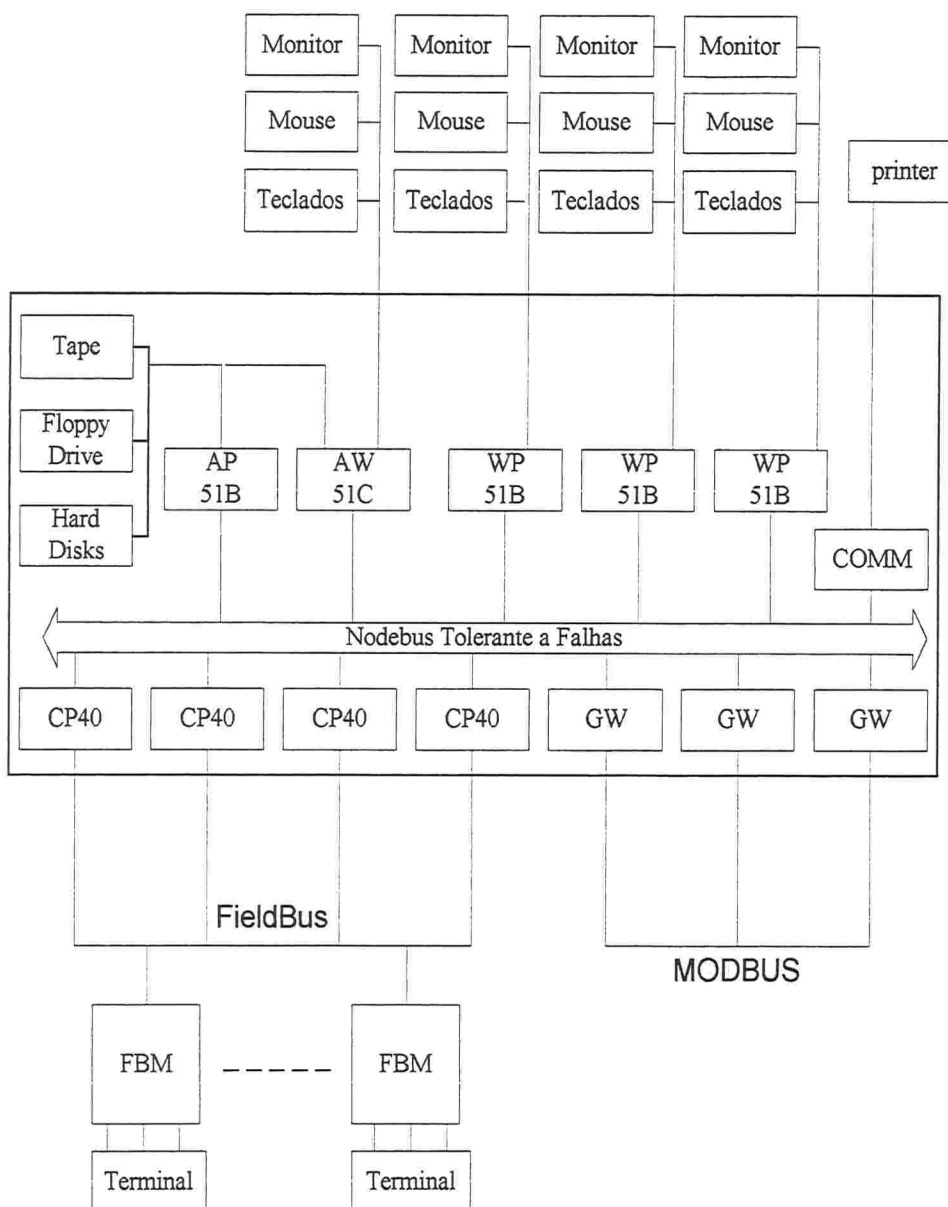 Monitor
Monitor
Monitor
Monitor
Mouse
Mouse
Mouse
Mouse
printer
Teclados
Teclados
Teclados
Teclados
Tape
Floppy
Drive
Hard
Disks
AP
51B
AW
51C
WP
51B
WP
51B
WP
51B
COMM
Nodebus Tolerante a Falhas
CP40
CP40
CP40
CP40
GW
GW
GW
FieldBus
MODBUS
FBM
FBM
Terminal
Terminal